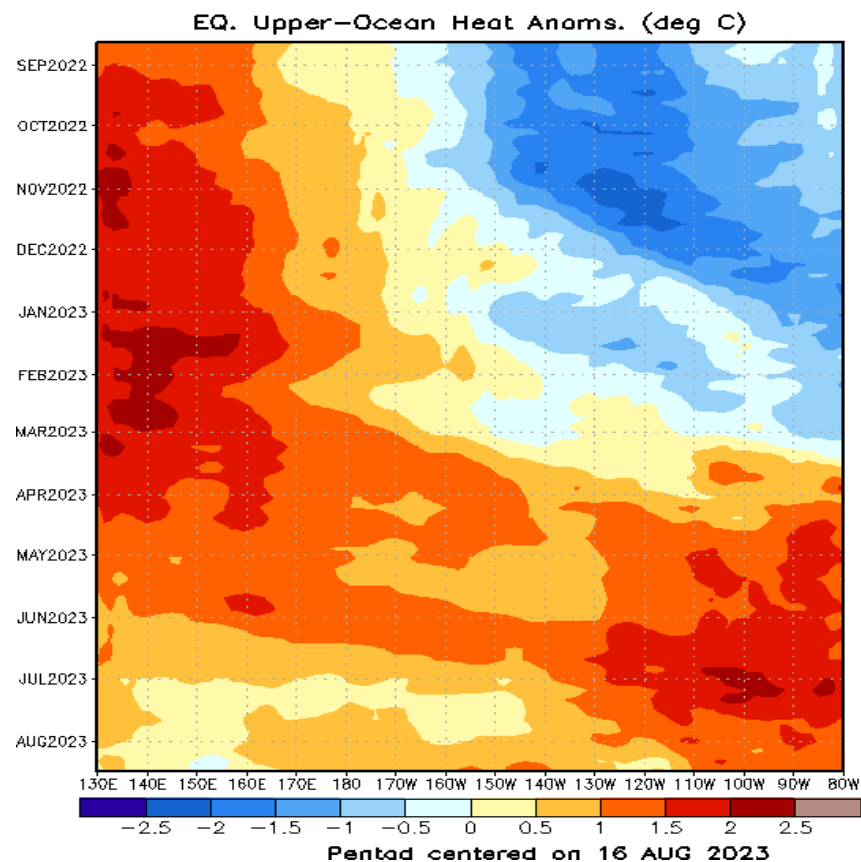 EQ. Upper-Ocean Heat Anoms. (deg C)
SEP2022
OCT2022
NOV2022
DEC2022
JAN2023
FEB2023
MAR2023
APR2023
MAY2023
JUN2023
JUL2023
AUG2023
130E 140E 150E 160E 170E 180 170W 160W 150W 140W 130W 120W 110W 100W 90W 80W
-2.5 -2 -1.5 -1 -0.5 0 0.5 1 1.5 2 2.5
Pentad centered on 16 AUG 2023